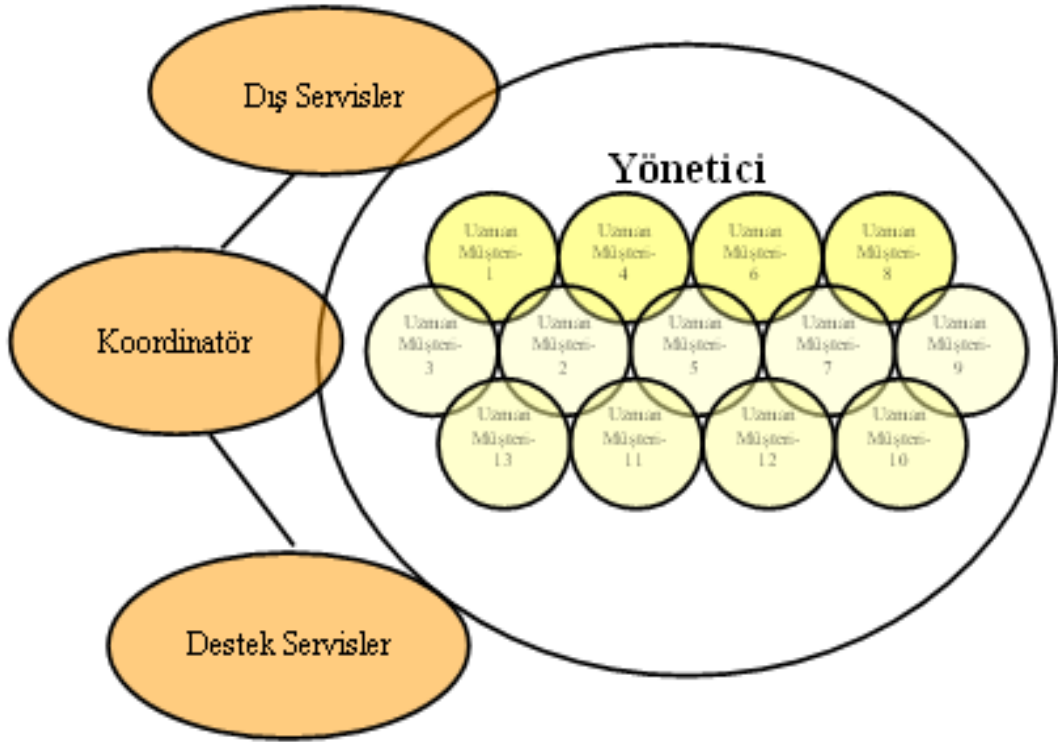 Dış Servisler
Yönetici
Uzman
Müşteri-
1
Uzman
Müşteri-
4
Uzman
Müşteri-
6
Uzman
Müşteri-
8
Koordinatör
Uzman
Müşteri-
3
Uzman
Müşteri-
2
Uzman
Müşteri-
5
Uzman
Müşteri-
7
Uzman
Müşteri-
9
Uzman
Müşteri-
13
Uzman
Müşteri-
11
Uzman
Müşteri-
12
Uzman
Müşteri-
10
Destek Servisler